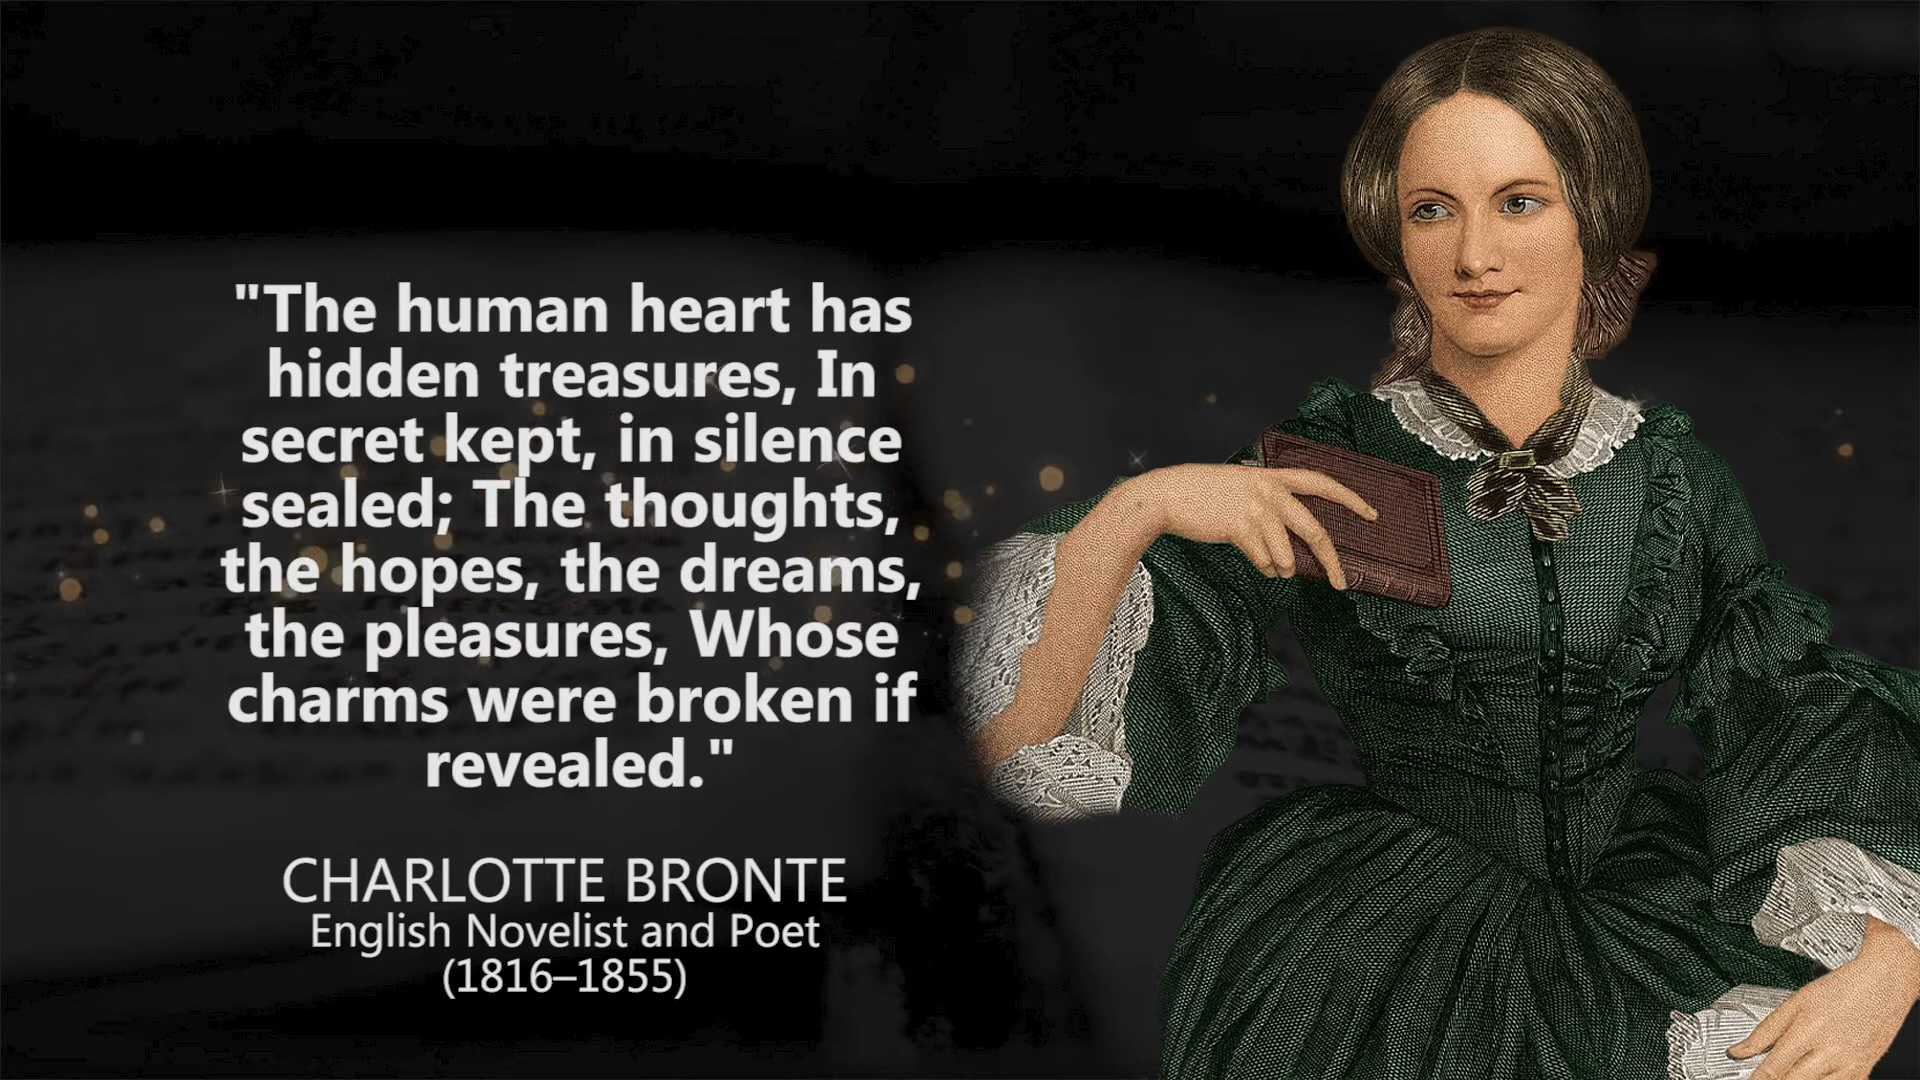 "The human heart has
hidden treasures, In
secret kept, in silence
sealed; The thoughts,
the hopes, the dreams,
the pleasures, Whose
charms were broken if
revealed."
CHARLOTTE BRONTE
English Novelist and Poet
(1816–1855)